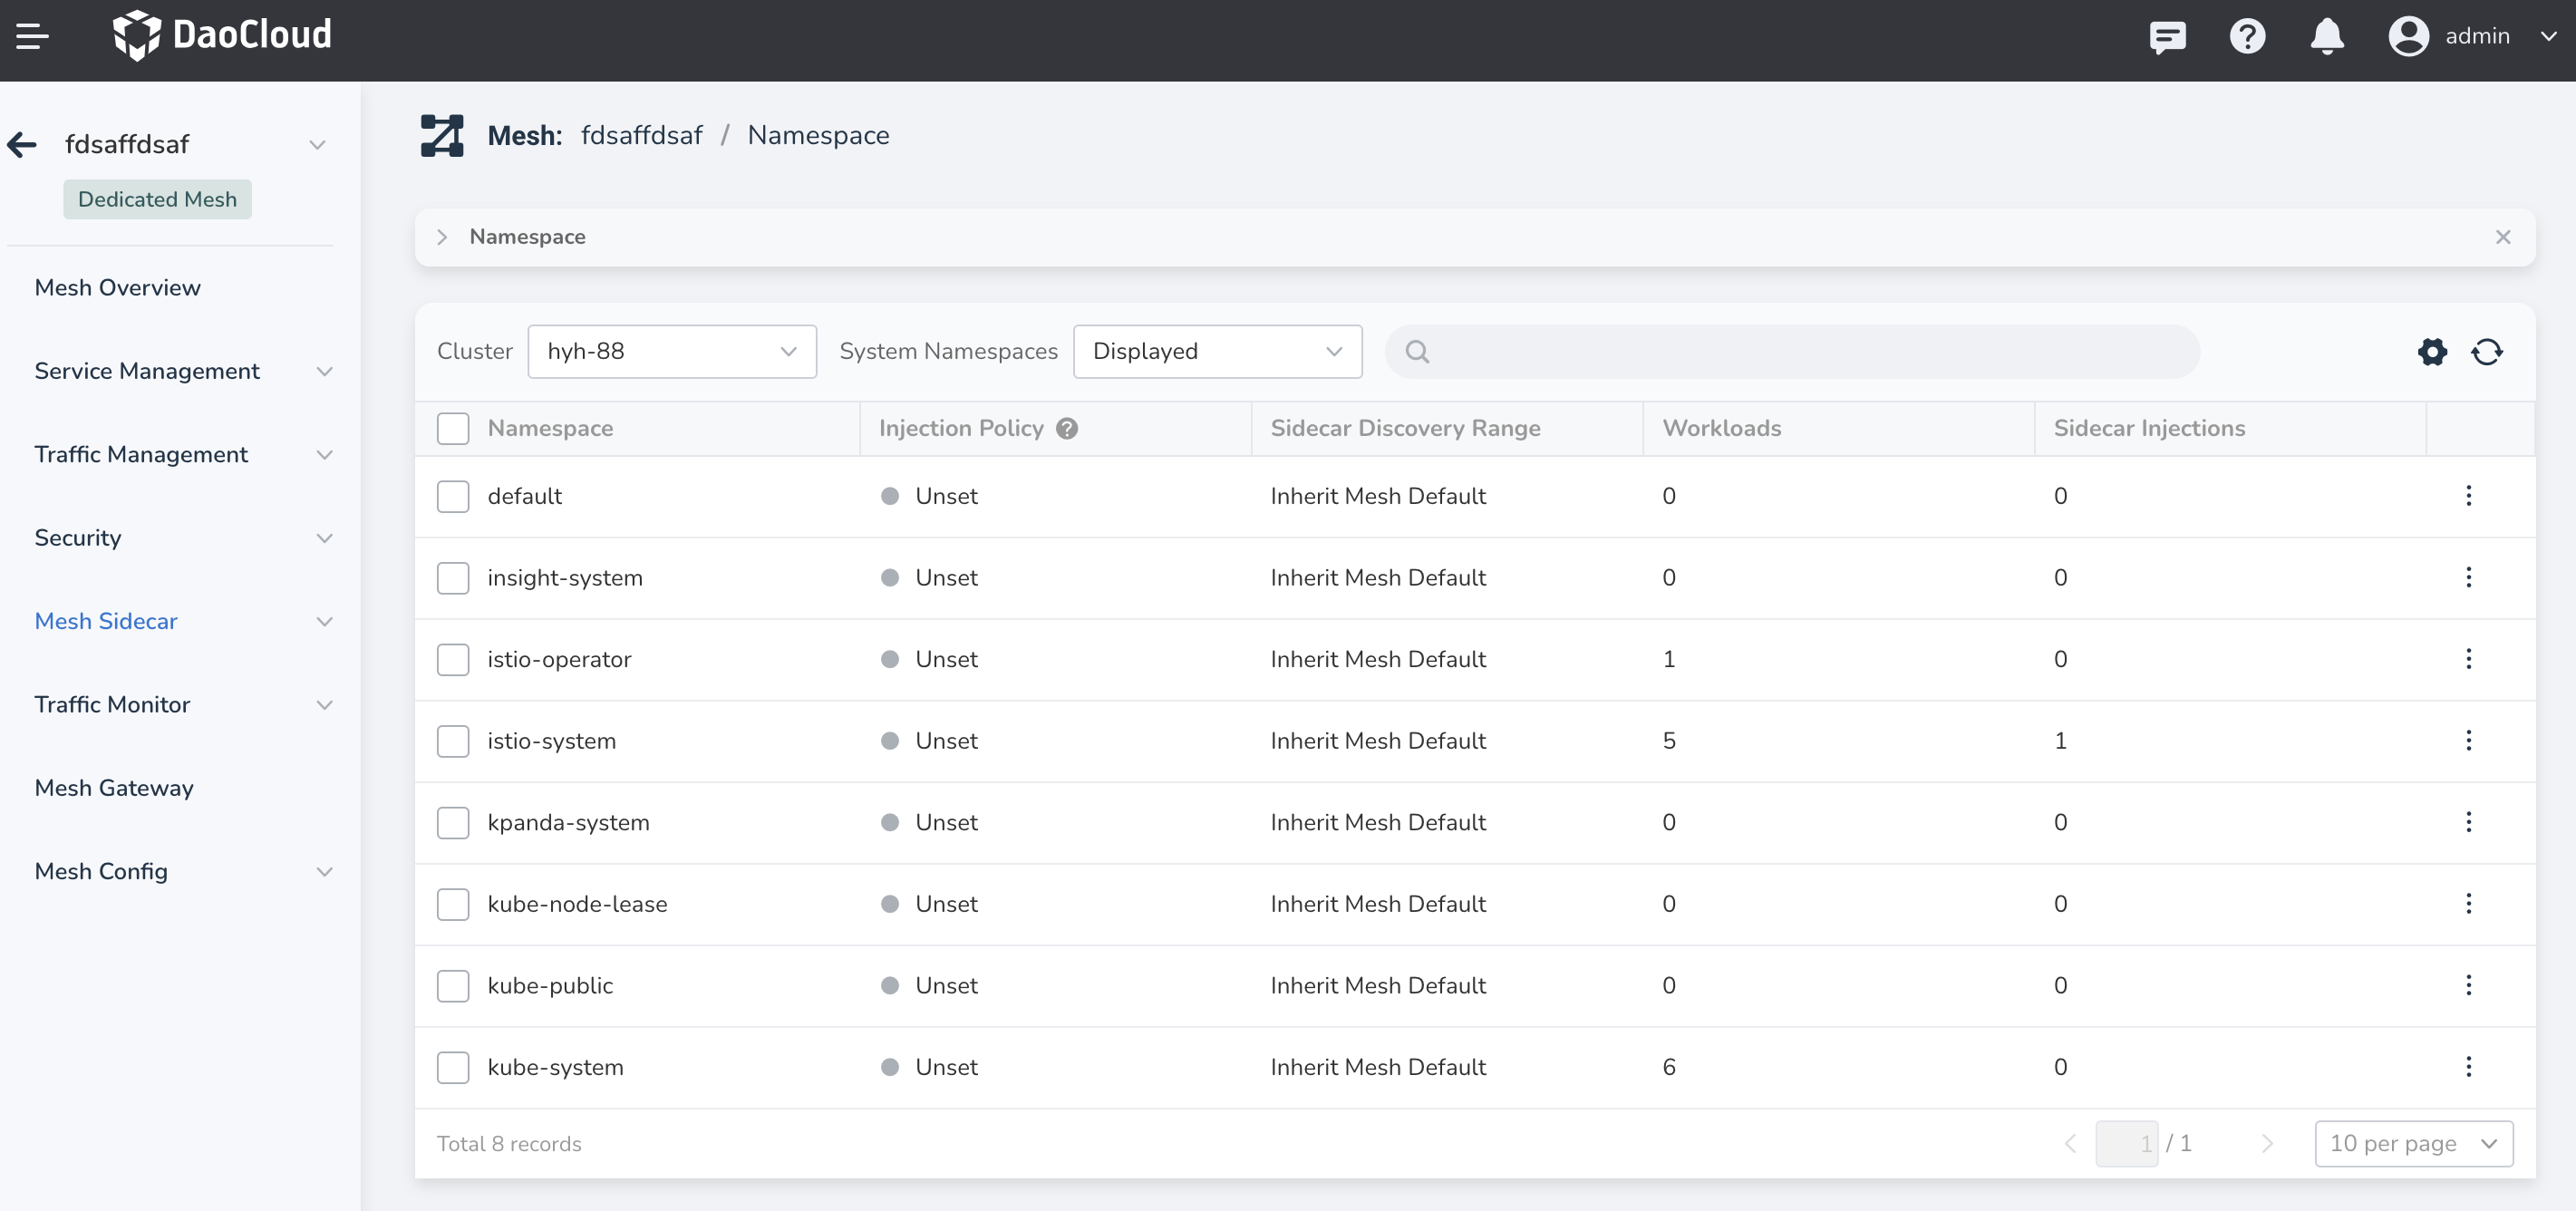 DaoCloud
admin
fdsaffdsaf
Dedicated Mesh
Mesh Overview
Service Management
Traffic Management
Security
Mesh Sidecar
Traffic Monitor
Mesh Gateway
Mesh Config
Mesh: fdsaffdsaf / Namespace
Namespace
Cluster hyh-88 System Namespaces Displayed
Namespace Injection Policy Sidecar Discovery Range Workloads Sidecar Injections
default Unset Inherit Mesh Default 0 0
insight-system Unset Inherit Mesh Default 0 0
istio-operator Unset Inherit Mesh Default 1 0
istio-system Unset Inherit Mesh Default 5 1
kpanda-system Unset Inherit Mesh Default 0 0
kube-node-lease Unset Inherit Mesh Default 0 0
kube-public Unset Inherit Mesh Default 0 0
kube-system Unset Inherit Mesh Default 6 0
Total 8 records 1 / 1 10 per page